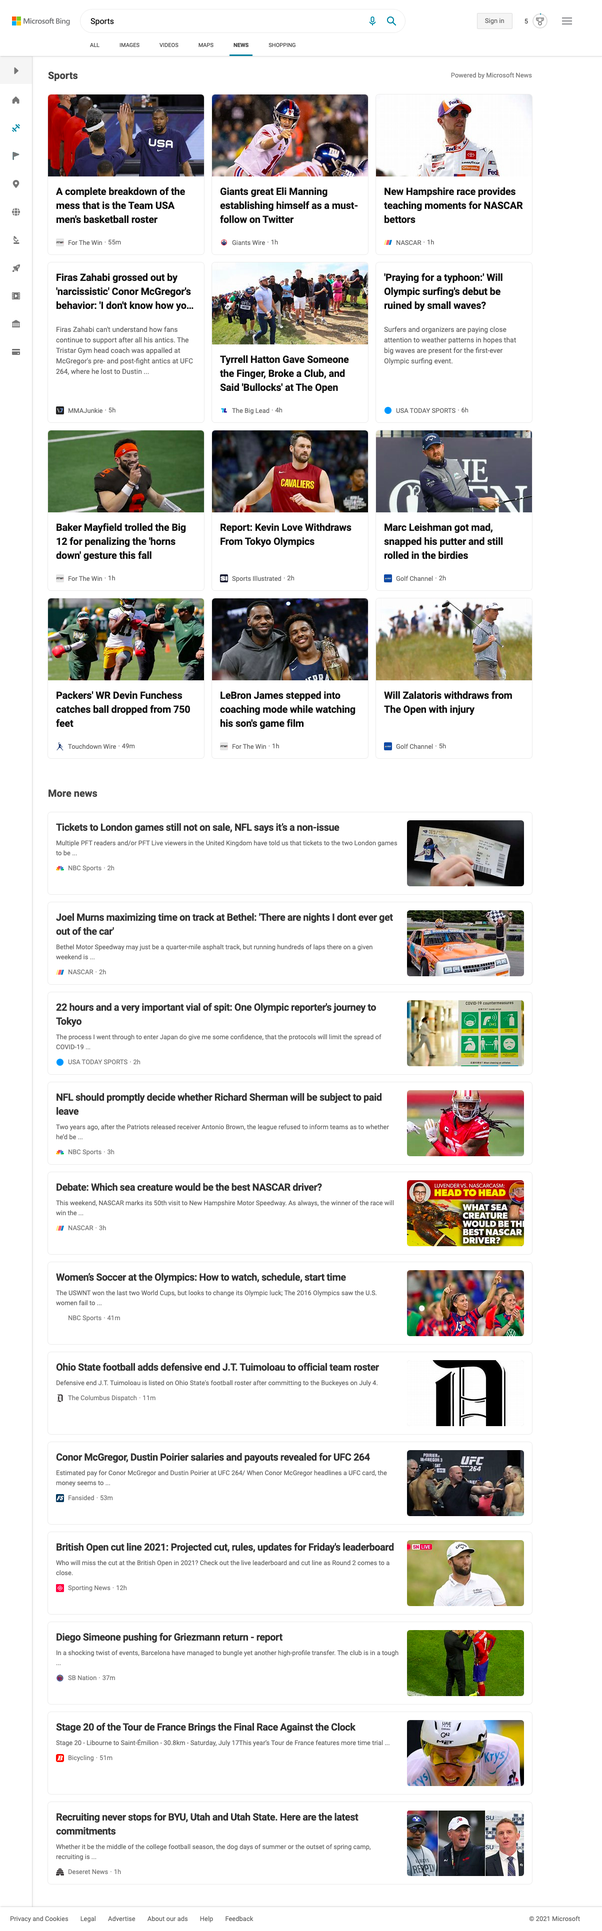 Microsoft Bing
Sports
Sign in
5
ALL
IMAGES
VIDEOS
MAPS
NEWS
SHOPPING
Sports
Powered by Microsoft News
USA
FedEx
A complete breakdown of the
mess that is the Team USA
men's basketball roster
For The Win · 55m
Giants great Eli Manning
establishing himself as a must-
follow on Twitter
Giants Wire · 1h
New Hampshire race provides
teaching moments for NASCAR
bettors
NASCAR · 1h
Firas Zahabi grossed out by
'narcissistic' Conor McGregor's
behavior: 'I don't know how yo...
Firas Zahabi can't understand how fans
continue to support after all his antics. The
Tristar Gym head coach was appalled at
McGregor's pre- and post-fight antics at UFC
264, where he lost to Dustin ...
MMAJunkie · 5h
Tyrrell Hatton Gave Someone
the Finger, Broke a Club, and
Said 'Bullocks' at The Open
The Big Lead · 4h
'Praying for a typhoon:' Will
Olympic surfing's debut be
ruined by small waves?
Surfers and organizers are paying close
attention to weather patterns in hopes that
big waves are present for the first-ever
Olympic surfing event.
USA TODAY SPORTS · 6h
CAVALIERS
Baker Mayfield trolled the Big
12 for penalizing the 'horns
down' gesture this fall
For The Win · 1h
Report: Kevin Love Withdraws
From Tokyo Olympics
Sports Illustrated · 2h
Marc Leishman got mad,
snapped his putter and still
rolled in the birdies
Golf Channel · 2h
Packers' WR Devin Funchess
catches ball dropped from 750
feet
Touchdown Wire · 49m
LeBron James stepped into
coaching mode while watching
his son's game film
For The Win · 1h
Will Zalatoris withdraws from
The Open with injury
Golf Channel · 5h
More news
Tickets to London games still not on sale, NFL says it's a non-issue
Multiple PFT readers and/or PFT Live viewers in the United Kingdom have told us that tickets to the two London games
to be ...
NBC Sports · 2h
Joel Murns maximizing time on track at Bethel: 'There are nights I dont ever get
out of the car'
Bethel Motor Speedway may just be a quarter-mile asphalt track, but running hundreds of laps there on a given
weekend is ...
NASCAR · 2h
22 hours and a very important vial of spit: One Olympic reporter's journey to
Tokyo
The process I went through to enter Japan do give me some confidence, that the protocols will limit the spread of
COVID-19 ...
USA TODAY SPORTS · 2h
NFL should promptly decide whether Richard Sherman will be subject to paid
leave
Two years ago, after the Patriots released receiver Antonio Brown, the league refused to inform teams as to whether
he'd be ...
NBC Sports · 3h
Debate: Which sea creature would be the best NASCAR driver?
This weekend, NASCAR marks its 50th visit to New Hampshire Motor Speedway. As always, the winner of the race will
win the ...
NASCAR · 3h
LUVENDER VS. NASCARCASM:
HEAD TO HEAD
WHAT SEA
CREATURE
WOULD BE THE
BEST NASCAR
DRIVER?
Women's Soccer at the Olympics: How to watch, schedule, start time
The USWNT won the last two World Cups, but looks to change its Olympic luck; The 2016 Olympics saw the U.S.
women fail to ...
NBC Sports · 41m
Ohio State football adds defensive end J.T. Tuimoloau to official team roster
Defensive end J.T. Tuimoloau is listed on Ohio State's football roster after committing to the Buckeyes on July 4.
The Columbus Dispatch · 11m
Conor McGregor, Dustin Poirier salaries and payouts revealed for UFC 264
Estimated pay for Conor McGregor and Dustin Poirier at UFC 264/ When Conor McGregor headlines a UFC card, the
money seems to ...
Fansided · 53m
UFC
264
British Open cut line 2021: Projected cut, rules, updates for Friday's leaderboard
Who will miss the cut at the British Open in 2021? Check out the live leaderboard and cut line as Round 2 comes to a
close.
Sporting News · 12h
SN LIVE
Diego Simeone pushing for Griezmann return - report
In a shocking twist of events, Barcelona have managed to bungle yet another high-profile transfer. The club is in a tough
...
SB Nation · 37m
Stage 20 of the Tour de France Brings the Final Race Against the Clock
Stage 20 - Libourne to Saint-Émilion - 30.8km - Saturday, July 17This year's Tour de France features more time trial ...
Bicycling · 51m
Recruiting never stops for BYU, Utah and Utah State. Here are the latest
commitments
Whether it be the middle of the college football season, the dog days of summer or the outset of spring camp,
recruiting is ...
Deseret News · 1h
Privacy and Cookies
Legal
Advertise
About our ads
Help
Feedback
© 2021 Microsoft